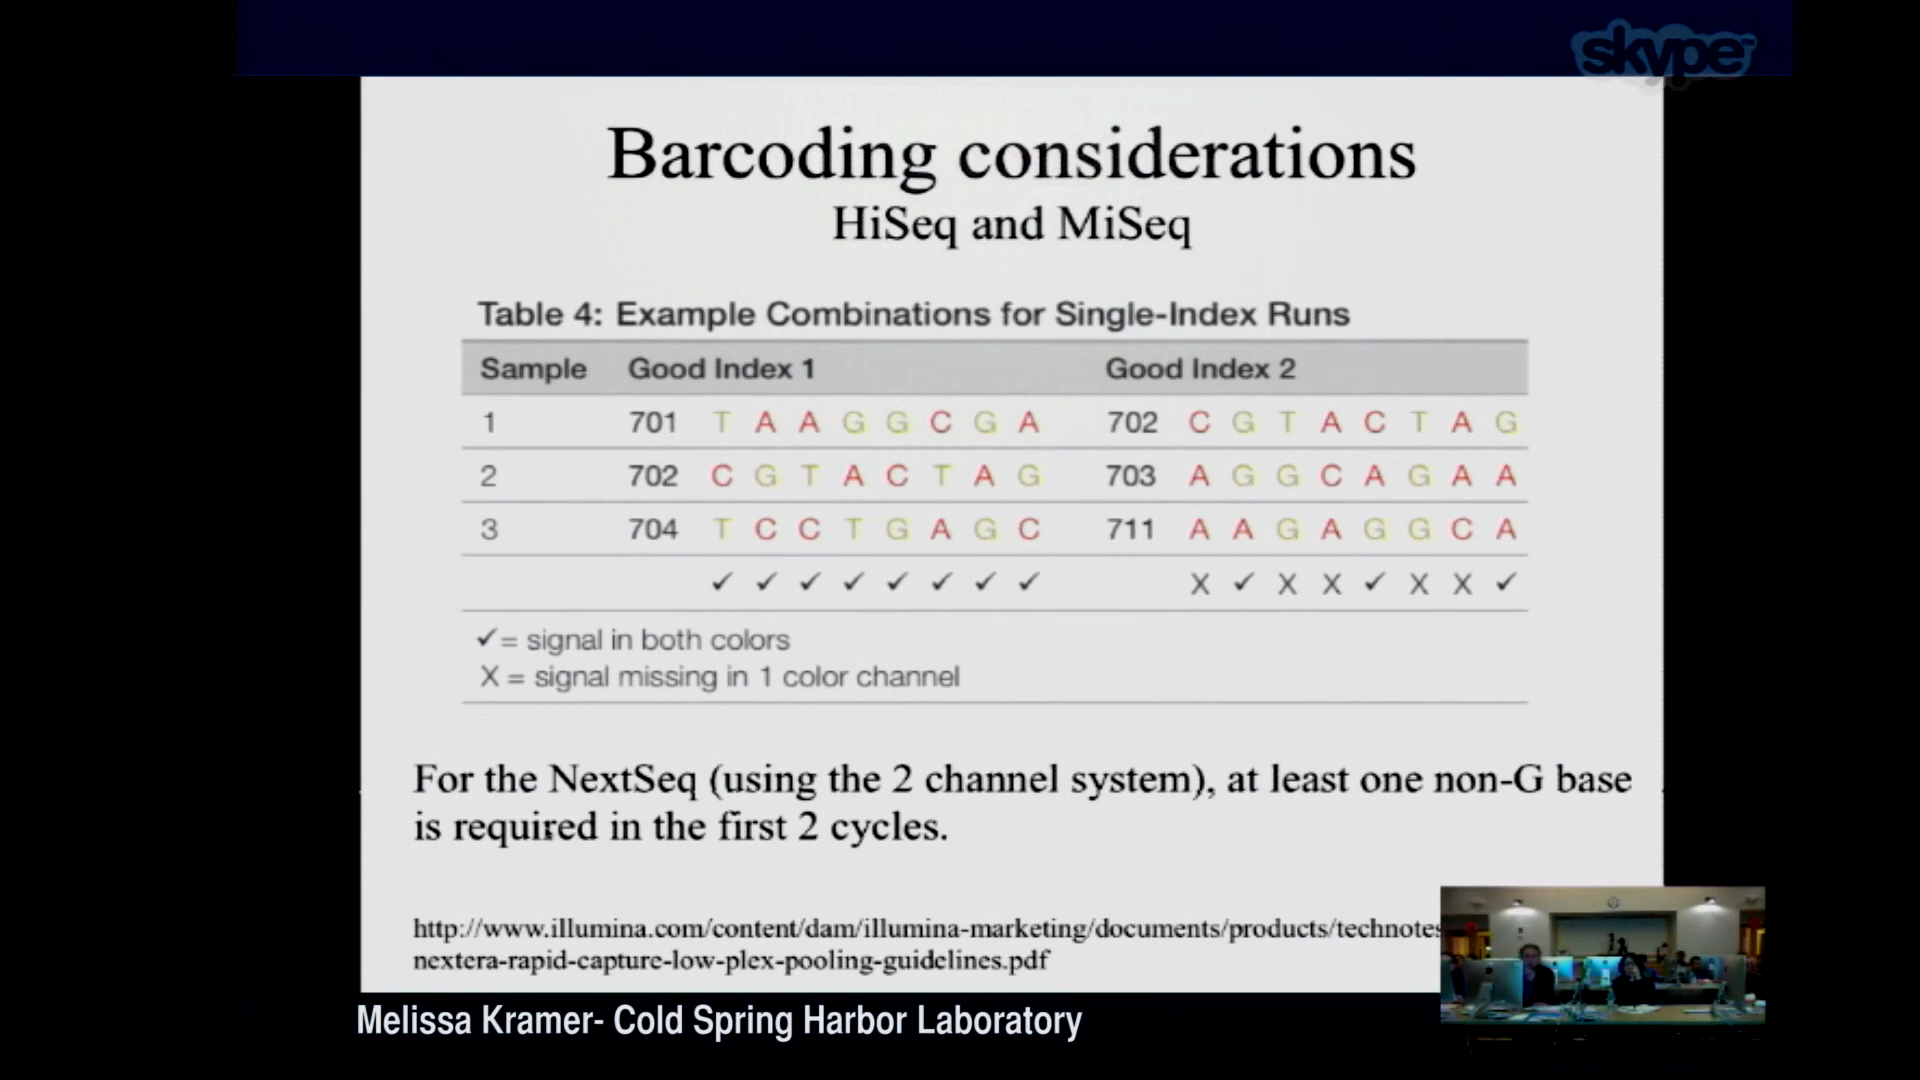 skype™
Barcoding considerations
HiSeq and MiSeq
Table 4: Example Combinations for Single-Index Runs
Sample Good Index 1 Good Index 2
1 701 T A A G G C G A 702 C G T A C T A G
2 702 C G T A C T A G 703 A G G C A G A A
3 704 T C C T G A G C 711 A A G A G G C A
✓ ✓ ✓ ✓ ✓ ✓ ✓ ✓ X ✓ X X ✓ X X ✓
✓= signal in both colors
X = signal missing in 1 color channel
For the NextSeq (using the 2 channel system), at least one non-G base
is required in the first 2 cycles.
http://www.illumina.com/content/dam/illumina-marketing/documents/products/technotes
nextera-rapid-capture-low-plex-pooling-guidelines.pdf
Melissa Kramer- Cold Spring Harbor Laboratory